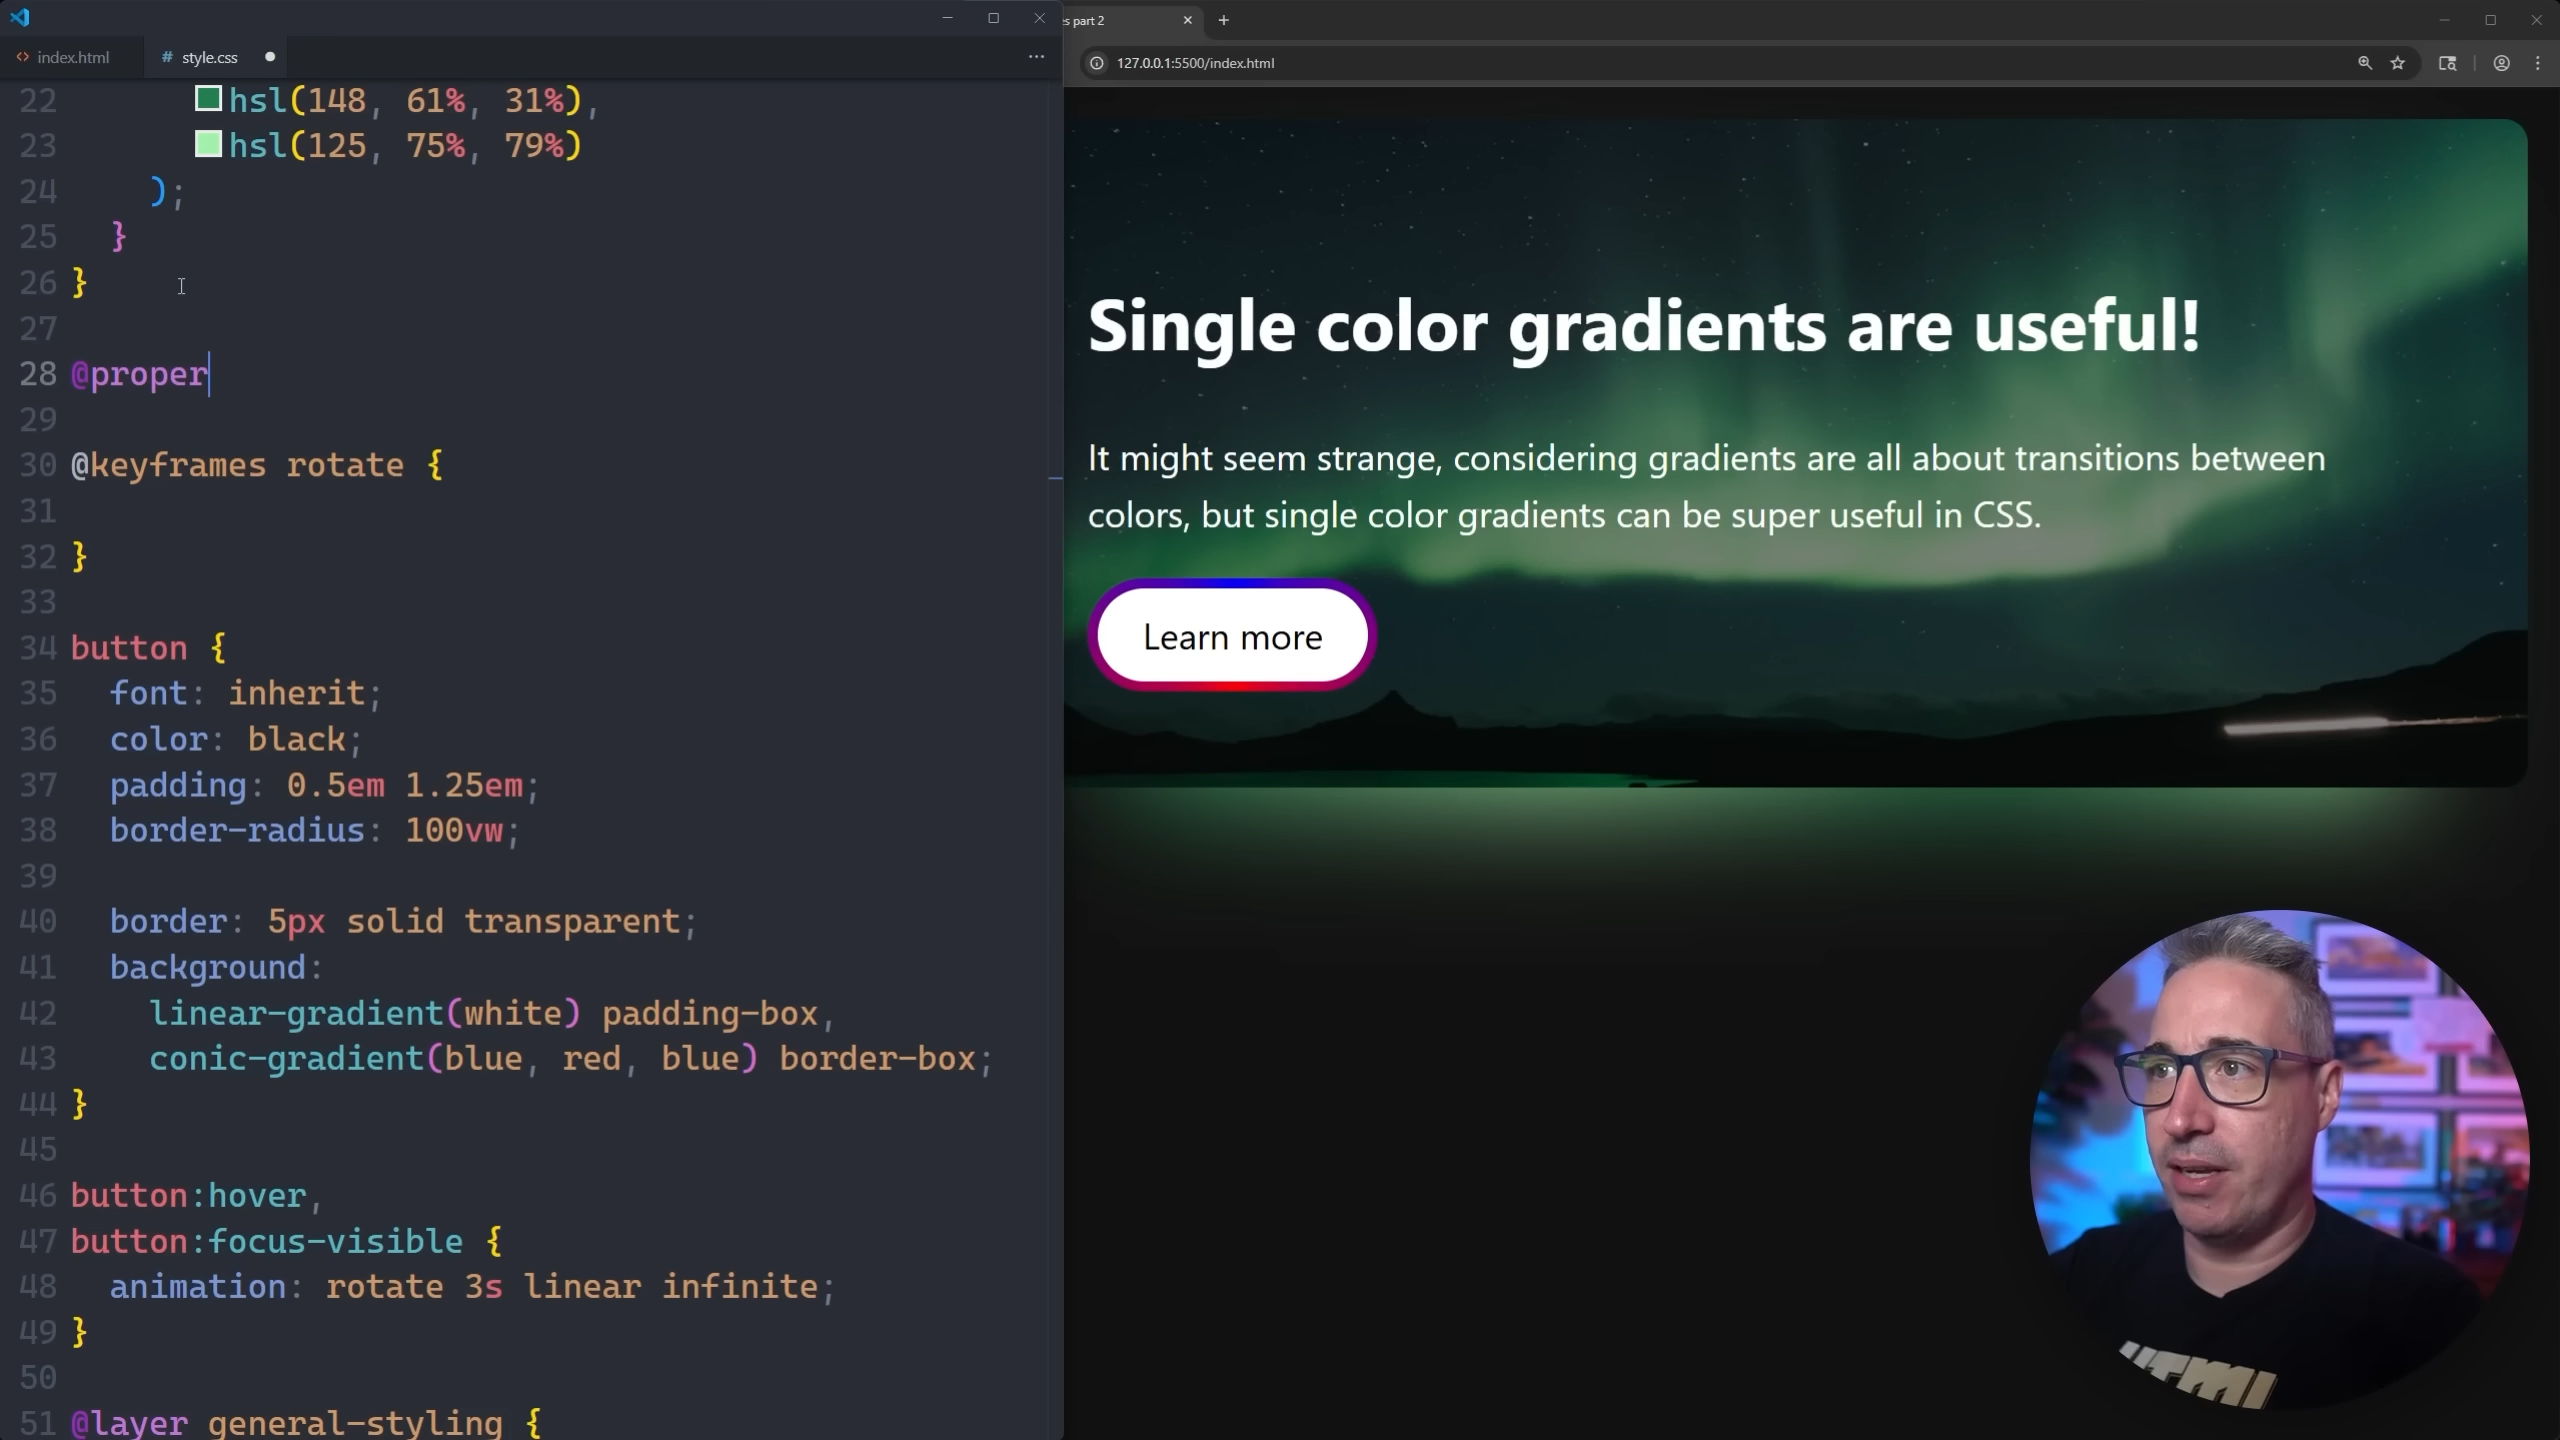 index.html
# style.css
22 hsl(148, 61%, 31%),
23 hsl(125, 75%, 79%)
24 );
25 }
26 }
27
28 @proper
29
30 @keyframes rotate {
31
32 }
33
34 button {
35 font: inherit;
36 color: black;
37 padding: 0.5em 1.25em;
38 border-radius: 100vw;
39
40 border: 5px solid transparent;
41 background:
42 linear-gradient(white) padding-box,
43 conic-gradient(blue, red, blue) border-box;
44 }
45
46 button:hover,
47 button:focus-visible {
48 animation: rotate 3s linear infinite;
49 }
50
51 @layer general-styling {
part 2
127.0.0.1:5500/index.html
Single color gradients are useful!
It might seem strange, considering gradients are all about transitions between
colors, but single color gradients can be super useful in CSS.
Learn more